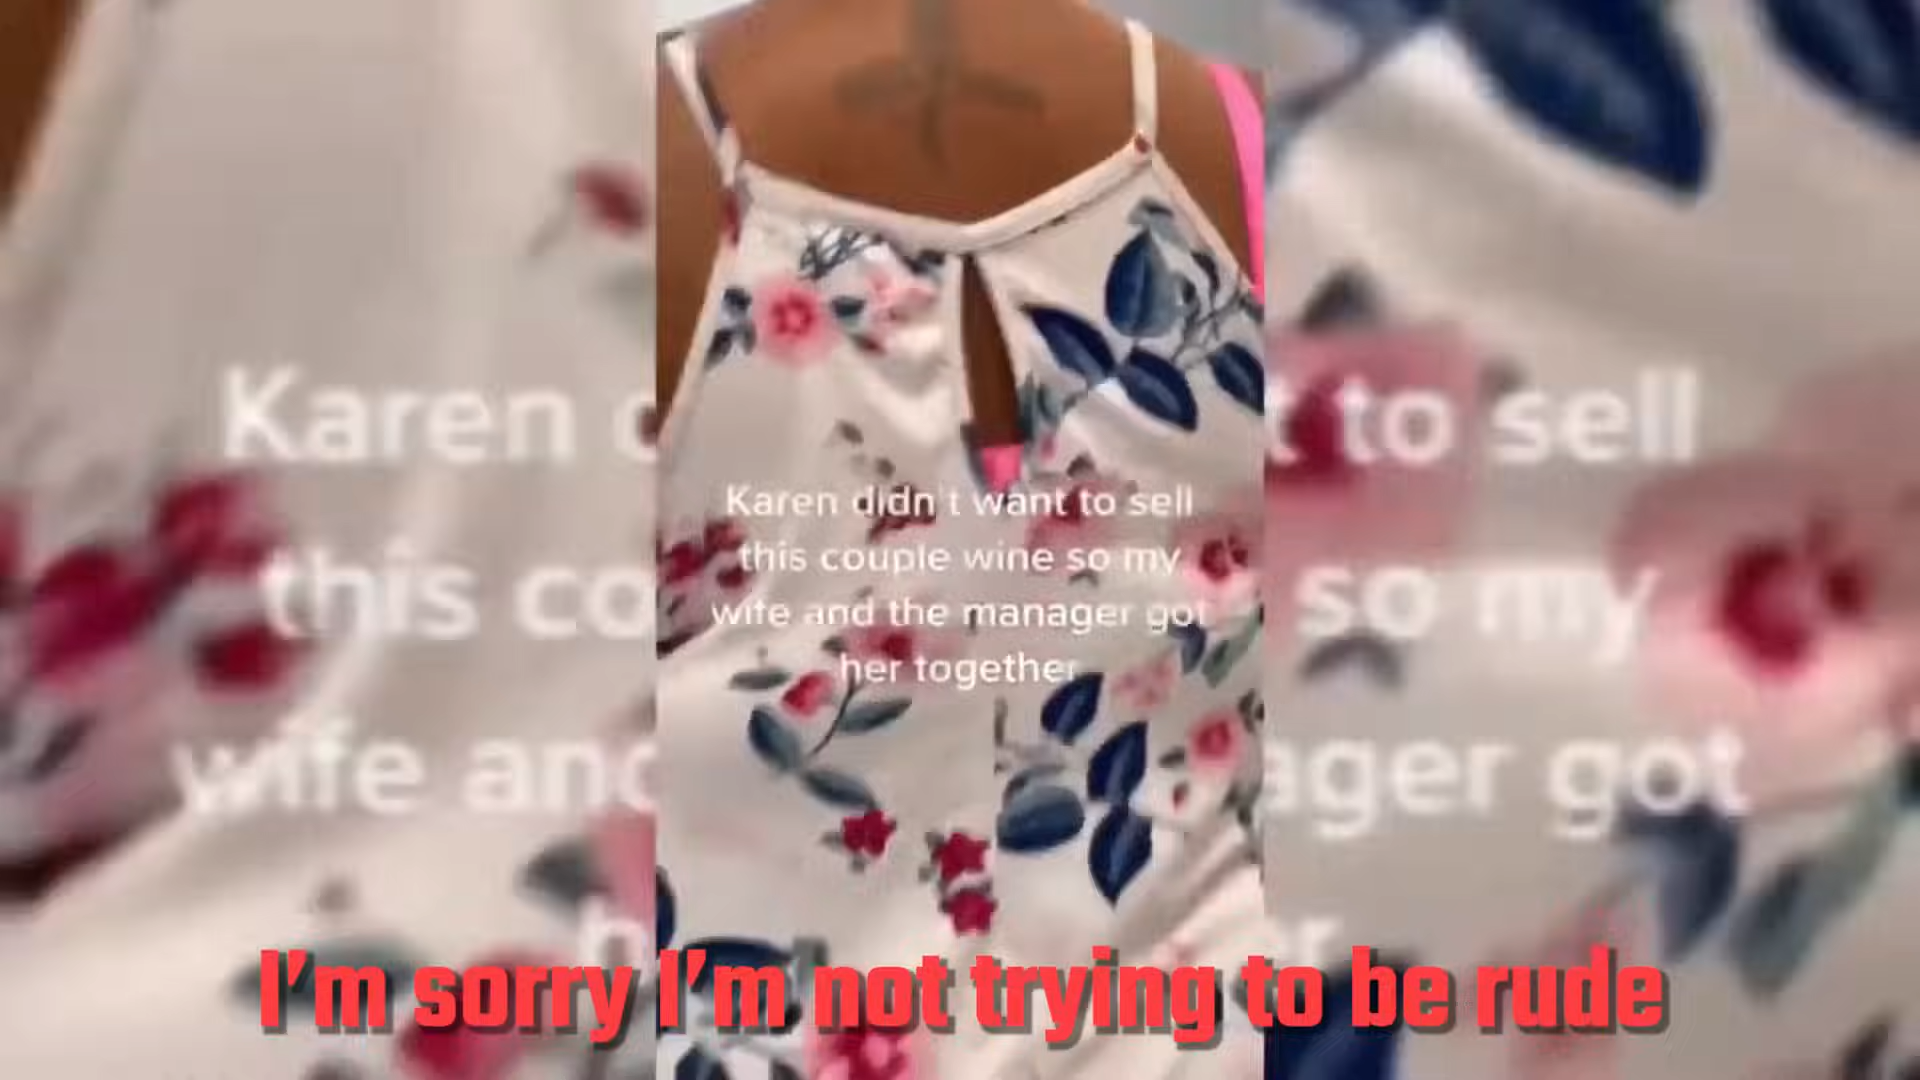 Karen didn't want to sell
this couple wine so my
wife and the manager got
her together
I'm sorry I'm not trying to be rude